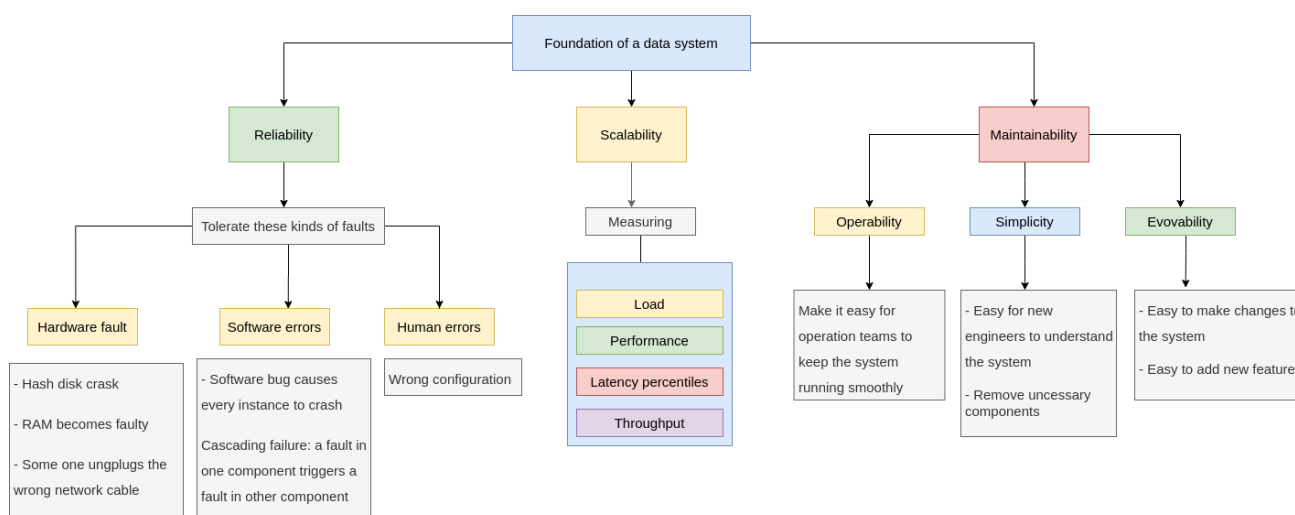 Foundation of a data system
Reliability
Scalability
Maintainability
Tolerate these kinds of faults
Measuring
Operability
Simplicity
Evovability
Hardware fault
Software errors
Human errors
- Hash disk crask
- RAM becomes faulty
- Some one ungplugs the
wrong network cable
- Software bug causes
every instance to crash
Cascading failure: a fault in
one component triggers a
fault in other component
Wrong configuration
Load
Performance
Latency percentiles
Throughput
Make it easy for
operation teams to
keep the system
running smoothly
- Easy for new
engineers to understand
the system
- Remove uncessary
components
- Easy to make changes to
the system
- Easy to add new feature